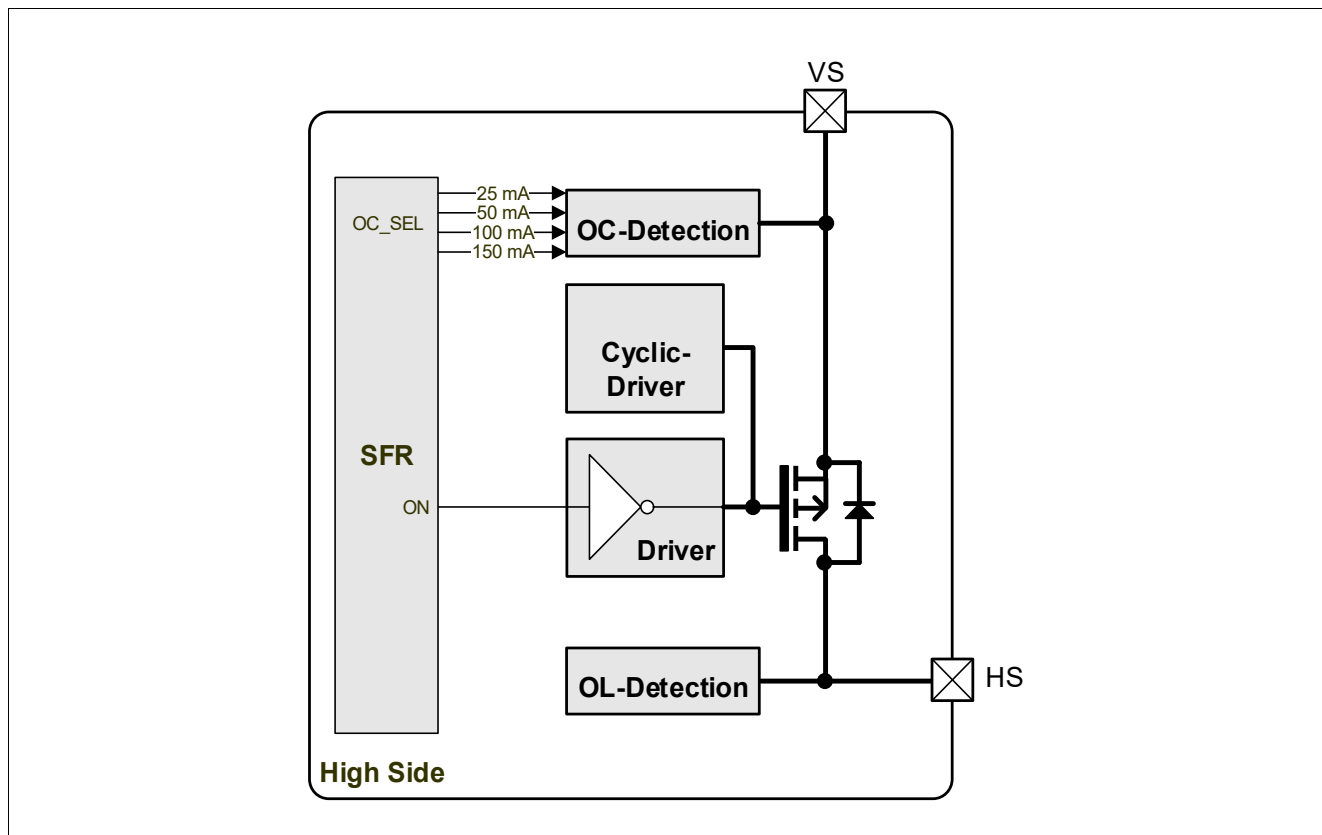 VS
25 mA
50 mA
OC_SEL
100 mA
150 mA
OC-Detection
Cyclic-
Driver
SFR
ON
Driver
OL-Detection
HS
High Side